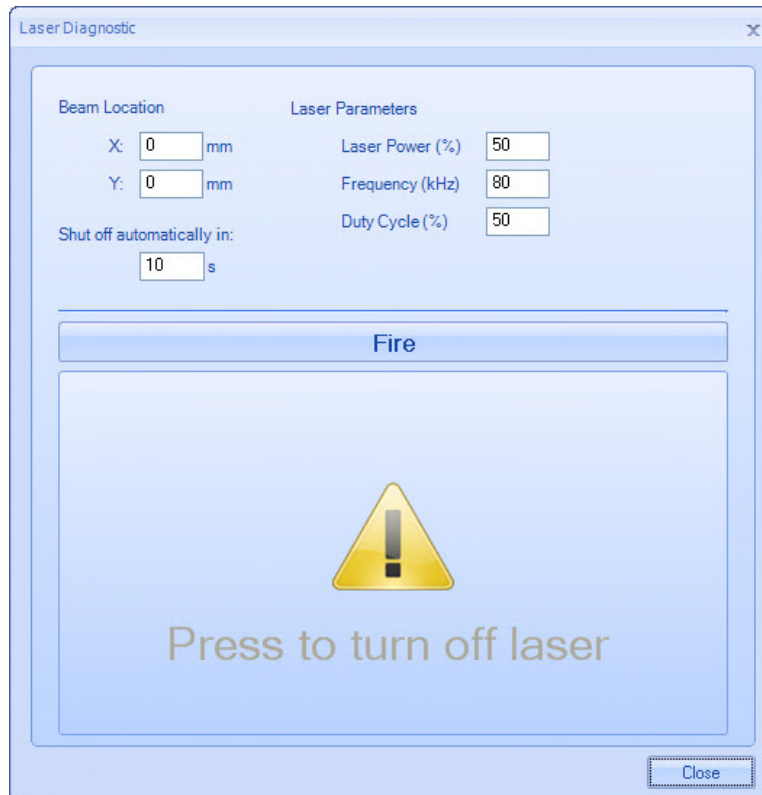 Laser Diagnostic
Beam Location
X: 0 mm
Y: 0 mm
Shut off automatically in:
10 s
Laser Parameters
Laser Power (%) 50
Frequency (kHz) 80
Duty Cycle (%) 50
Fire
Press to turn off laser
Close